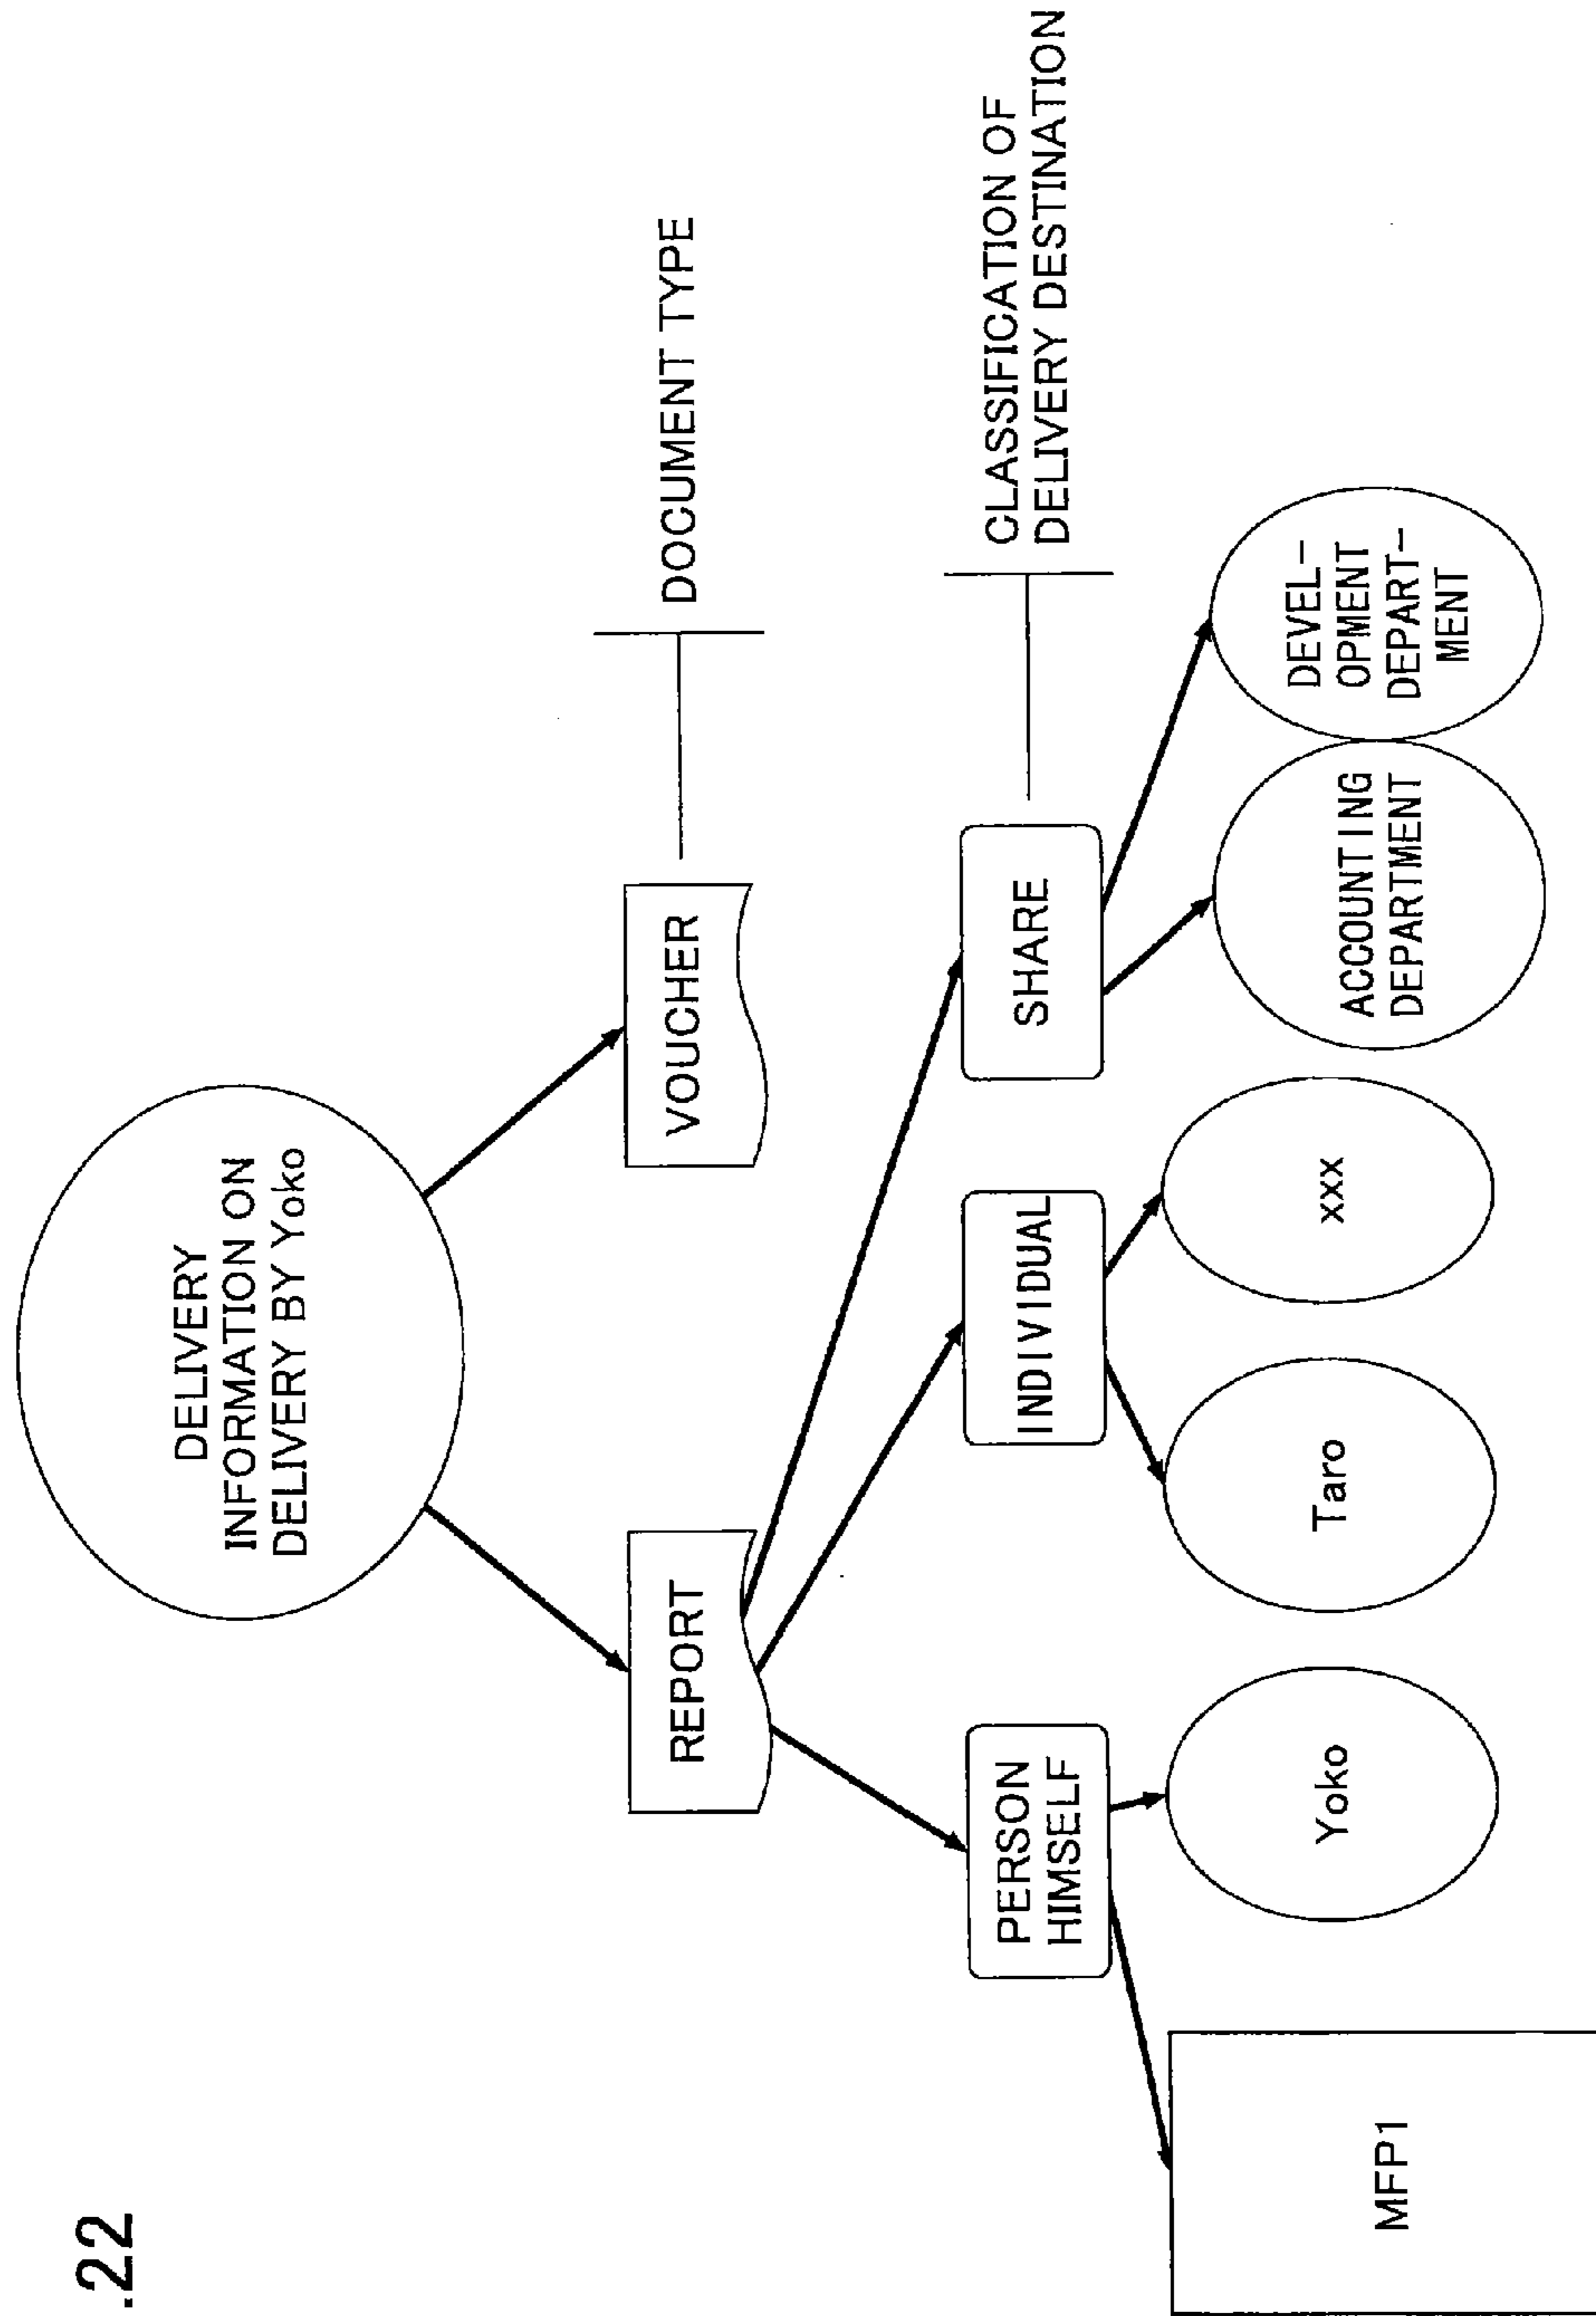 .22
DELIVERY
INFORMATION ON
DELIVERY BY Yoko
REPORT
VOUCHER
DOCUMENT TYPE
PERSON
HIMSELF
INDIVIDUAL
SHARE
CLASSIFICATION OF
DELIVERY DESTINATION
MFP1
Yoko
Taro
xxx
ACCOUNTING
DEPARTMENT
DEVEL-
OPMENT
DEPART-
MENT